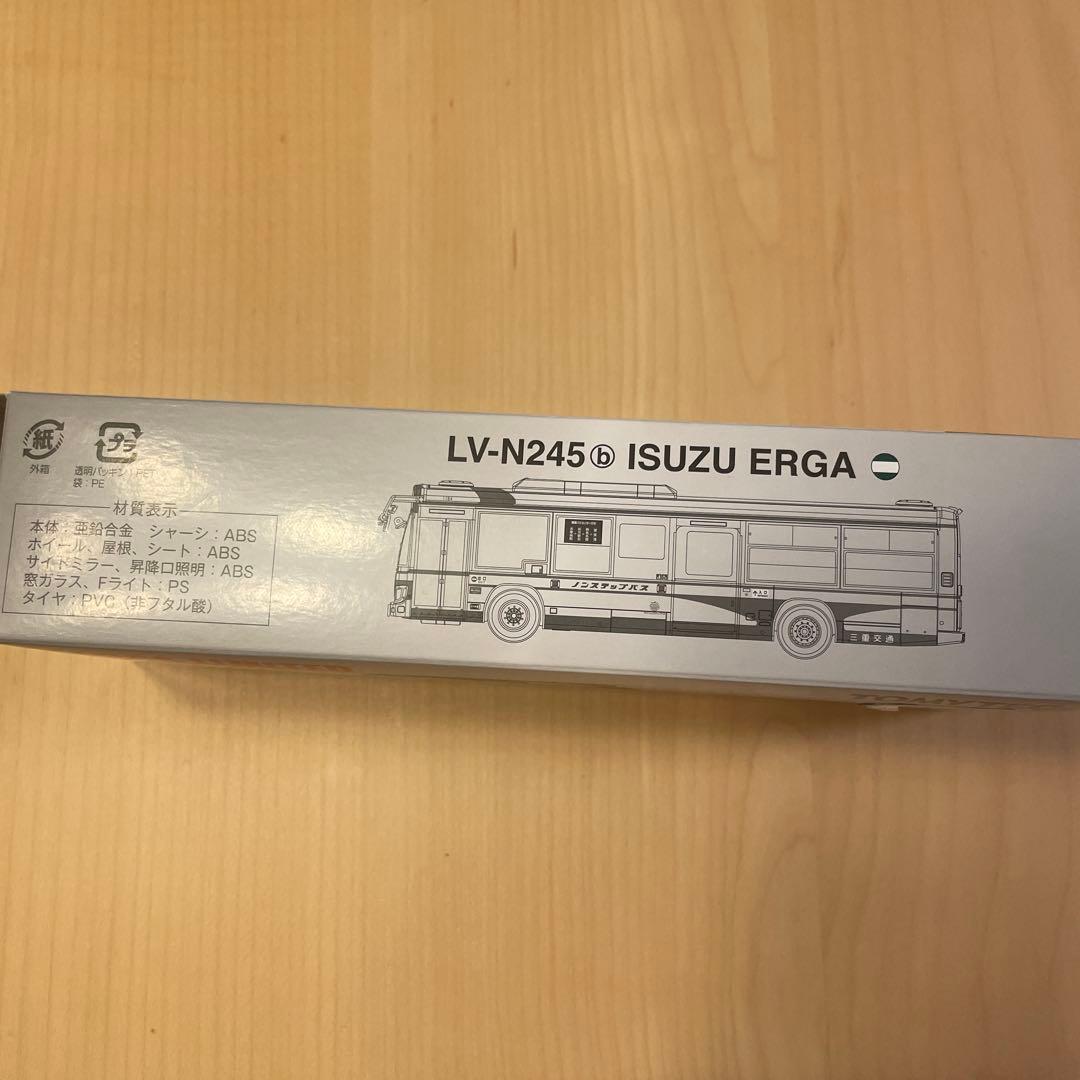 LV-N245ⓑ ISUZU ERGA
紙
外箱
プラ
透明パッキン:PET
袋:PE
材質表示
本体:亜鉛合金 シャーシ:ABS
ホイール、屋根、シート:ABS
サイドミラー、昇降口照明:ABS
窓ガラス、Fライト:PS
タイヤ:PVC(非フタル酸)
ノンステップバス
入口
三重交通